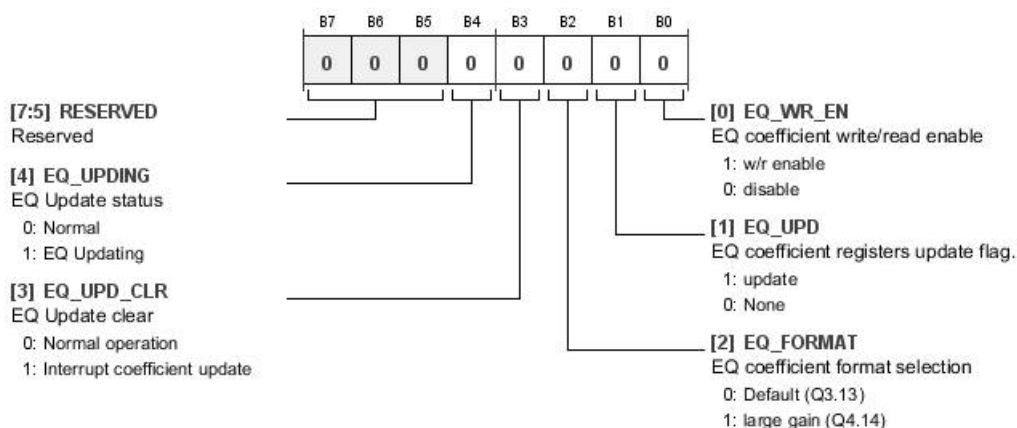 B7 B6 B5 B4 B3 B2 B1 B0
0 0 0 0 0 0 0 0
[7:5] RESERVED
Reserved
[4] EQ_UPDING
EQ Update status
0: Normal
1: EQ Updating
[3] EQ_UPD_CLR
EQ Update clear
0: Normal operation
1: Interrupt coefficient update
[0] EQ_WR_EN
EQ coefficient write/read enable
1: w/r enable
0: disable
[1] EQ_UPD
EQ coefficient registers update flag.
1: update
0: None
[2] EQ_FORMAT
EQ coefficient format selection
0: Default (Q3.13)
1: large gain (Q4.14)